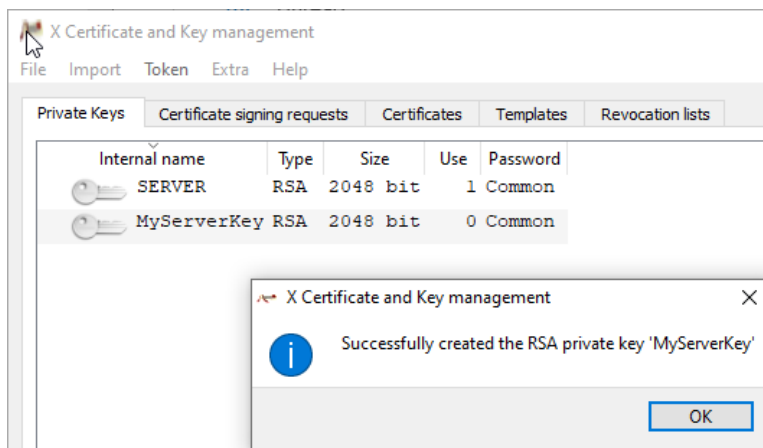 X Certificate and Key management
File Import Token Extra Help
Private Keys Certificate signing requests Certificates Templates Revocation lists
Internal name Type Size Use Password
SERVER RSA 2048 bit 1 Common
MyServerKey RSA 2048 bit 0 Common
X Certificate and Key management
Successfully created the RSA private key 'MyServerKey'
OK